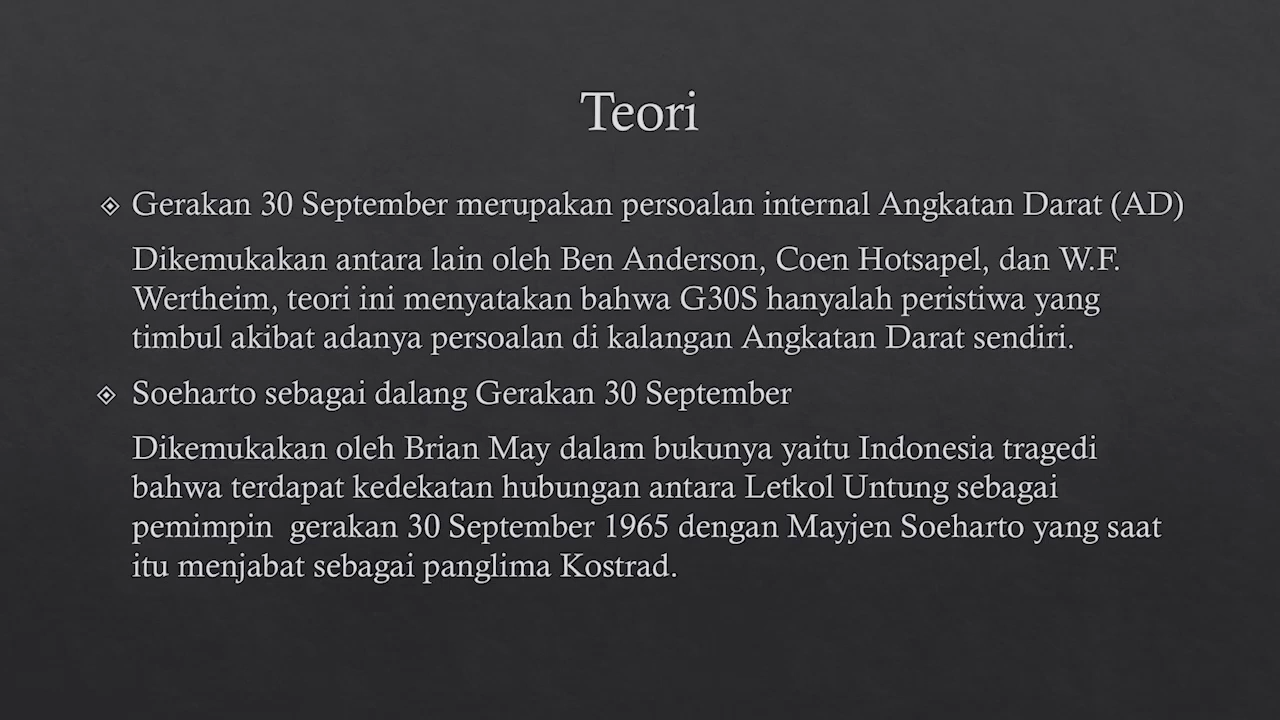 Teori
Gerakan 30 September merupakan persoalan internal Angkatan Darat (AD)
Dikemukakan antara lain oleh Ben Anderson, Coen Hotsapel, dan W.F.
Wertheim, teori ini menyatakan bahwa G30S hanyalah peristiwa yang
timbul akibat adanya persoalan di kalangan Angkatan Darat sendiri.
Soeharto sebagai dalang Gerakan 30 September
Dikemukakan oleh Brian May dalam bukunya yaitu Indonesia tragedi
bahwa terdapat kedekatan hubungan antara Letkol Untung sebagai
pemimpin  gerakan 30 September 1965 dengan Mayjen Soeharto yang saat
itu menjabat sebagai panglima Kostrad.